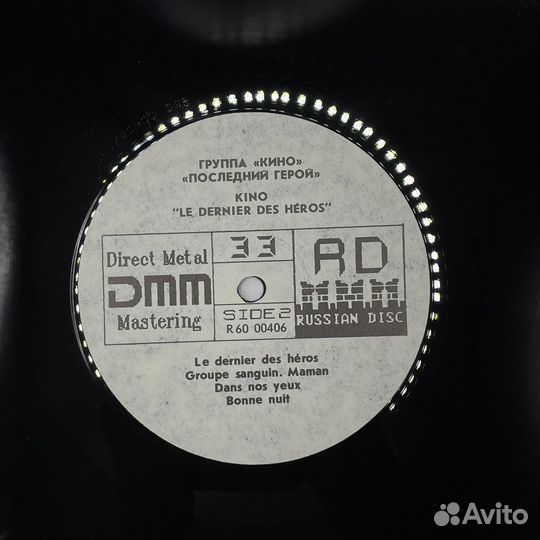 ГРУППА «КИНО»
«ПОСЛЕДНИЙ ГЕРОЙ»
KINO
"LE DERNIER DES HÉROS"
Direct Metal
DMM
Mastering
33
SIDE 2
R60 00406
RD
RUSSIAN DISC
Le dernier des héros
Groupe sanguin. Maman
Dans nos yeux
Bonne nuit
Avito